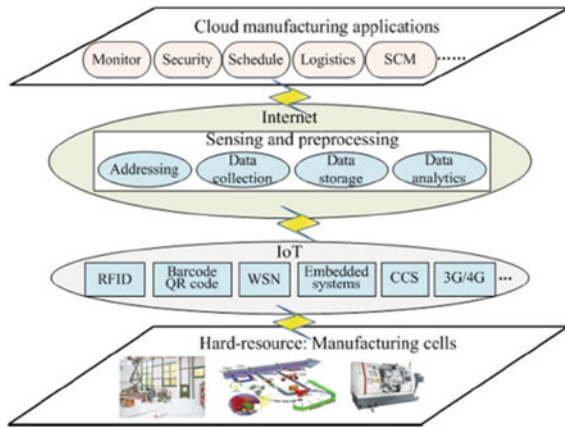 Cloud manufacturing applications
Monitor Security Schedule Logistics SCM ······
Internet
Sensing and preprocessing
Addressing Data collection Data storage Data analytics
IoT
RFID Barcode QR code WSN Embedded systems CCS 3G/4G ···
Hard-resource: Manufacturing cells